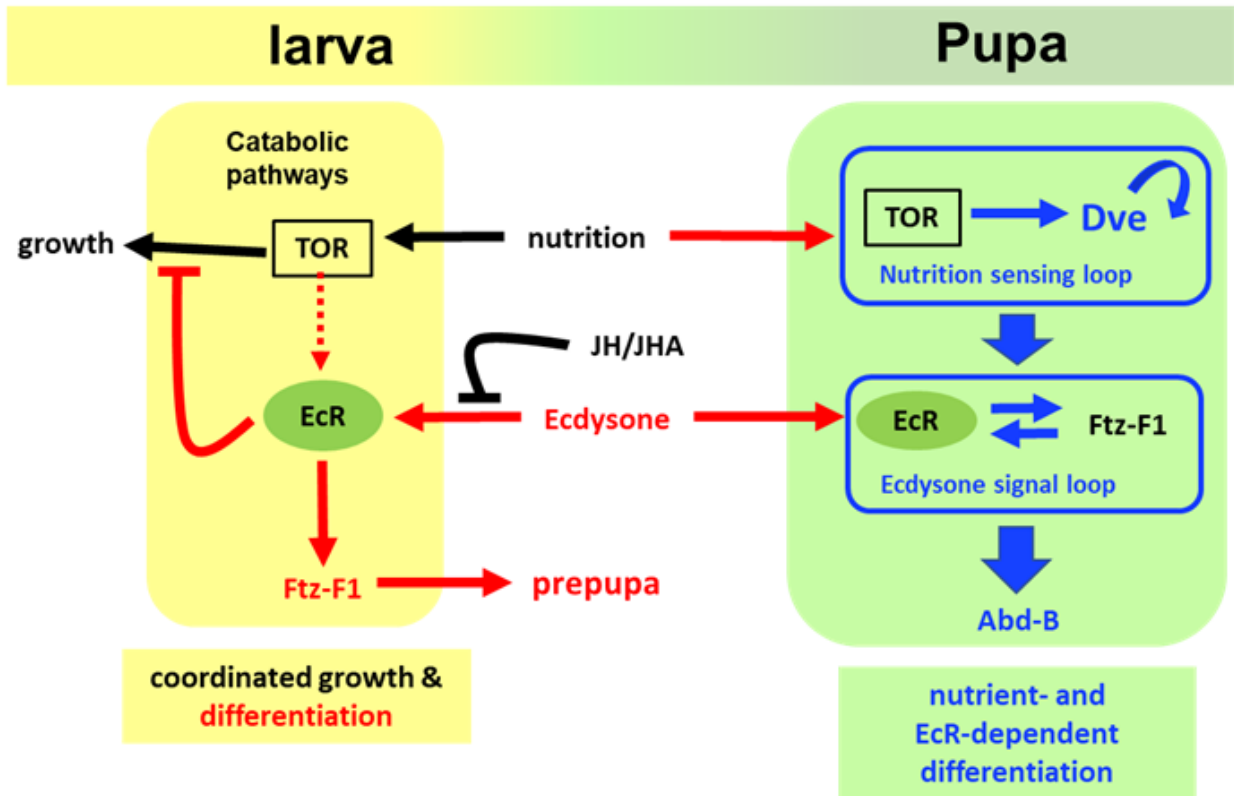 larva
Pupa
Catabolic
pathways
growth
TOR
nutrition
TOR
Dve
Nutrition sensing loop
JH/JHA
EcR
Ecdysone
EcR
Ftz-F1
Ecdysone signal loop
Ftz-F1
prepupa
Abd-B
coordinated growth &
differentiation
nutrient- and
EcR-dependent
differentiation